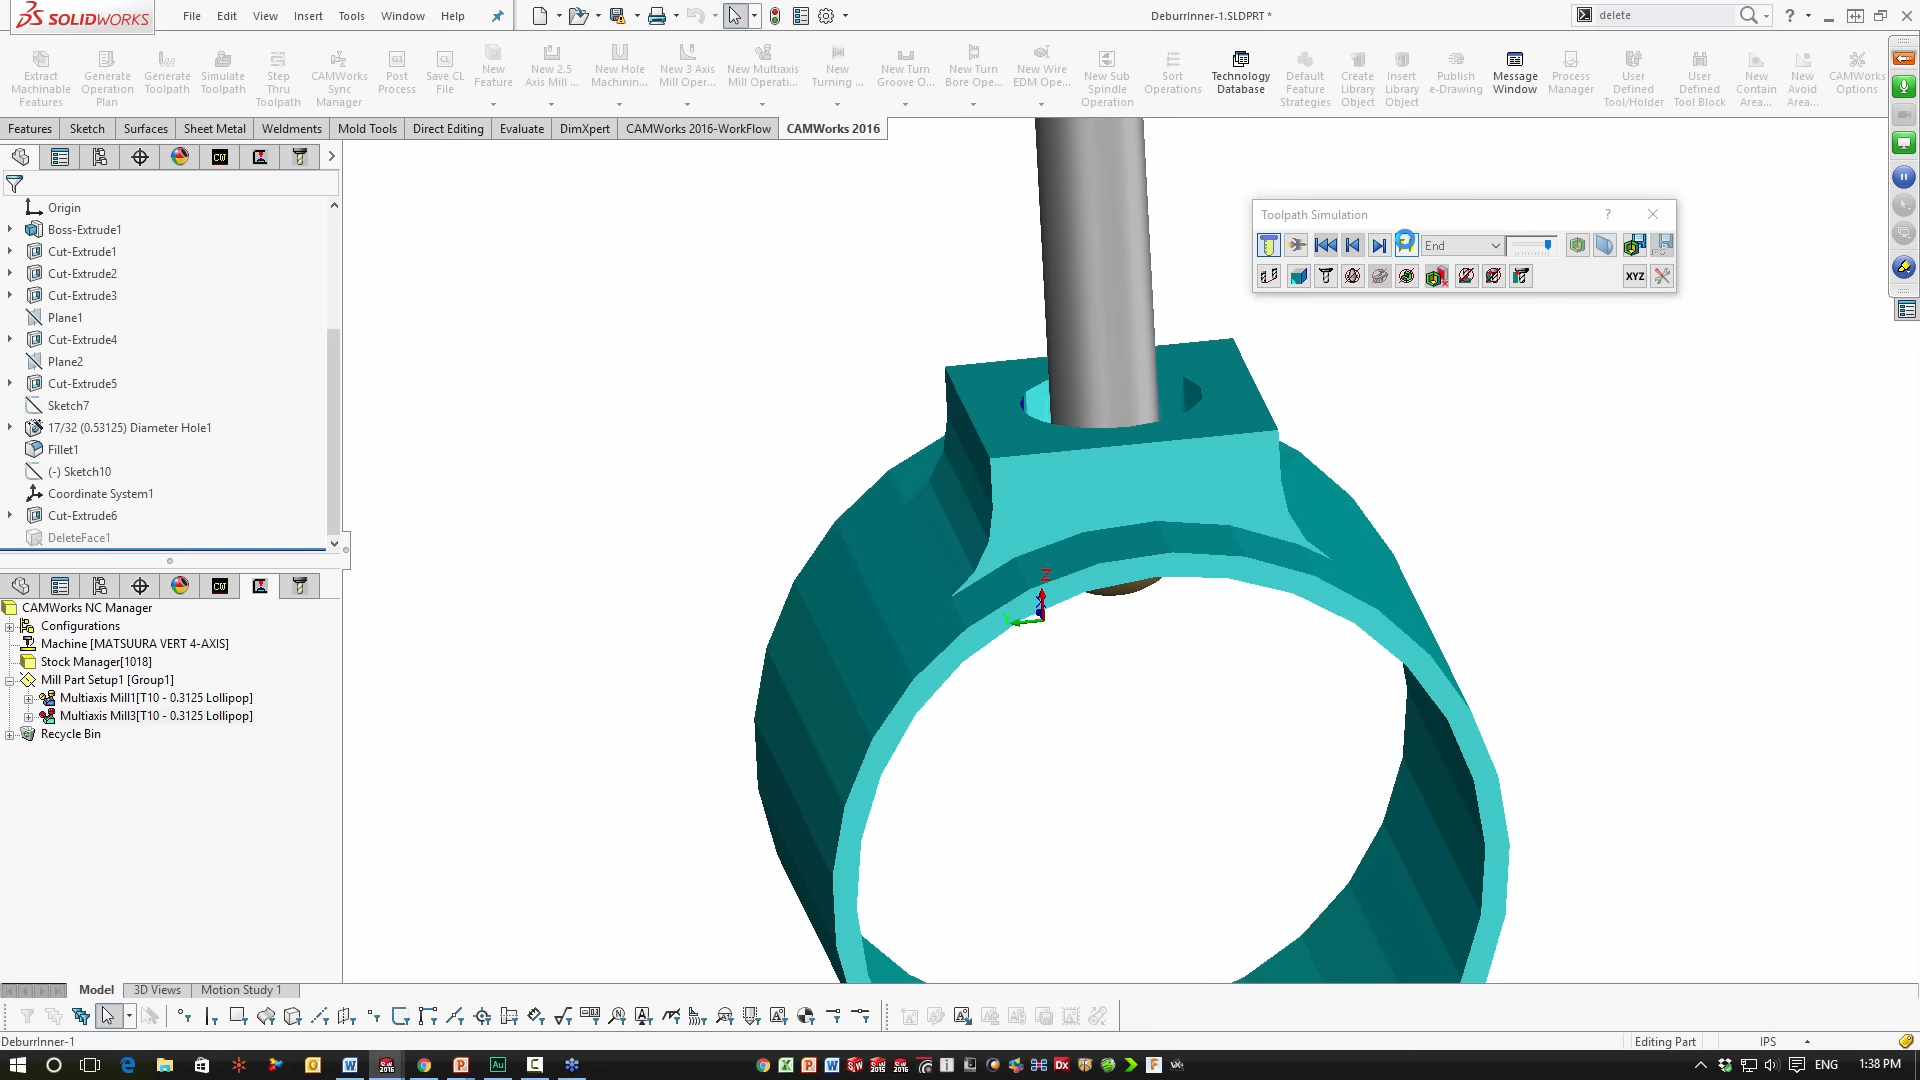 SOLIDWORKS
File Edit View Insert Tools Window Help
DeburrInner-1.SLDPRT *
delete
Extract Machinable Features
Generate Operation Plan
Generate Toolpath
Simulate Toolpath
Step Thru Toolpath
CAMWorks Sync Manager
Post Process
Save CL File
New Feature
New 2.5 Axis Mill ...
New Hole Machinin...
New 3 Axis Mill Oper...
New Multiaxis Mill Operati...
New Turning ...
New Turn Groove O...
New Turn Bore Ope...
New Wire EDM Ope...
New Sub Spindle Operation
Sort Operations
Technology Database
Default Feature Strategies
Create Library Object
Insert Library Object
Publish e-Drawing
Message Window
Process Manager
User Defined Tool/Holder
User Defined Tool Block
New Contain Area...
New Avoid Area...
CAMWorks Options
Features Sketch Surfaces Sheet Metal Weldments Mold Tools Direct Editing Evaluate DimXpert CAMWorks 2016-WorkFlow CAMWorks 2016
Toolpath Simulation
End
XYZ
Origin
Boss-Extrude1
Cut-Extrude1
Cut-Extrude2
Cut-Extrude3
Plane1
Cut-Extrude4
Plane2
Cut-Extrude5
Sketch7
17/32 (0.53125) Diameter Hole1
Fillet1
(-) Sketch10
Coordinate System1
Cut-Extrude6
DeleteFace1
CAMWorks NC Manager
Configurations
Machine [MATSUURA VERT 4-AXIS]
Stock Manager[1018]
Mill Part Setup1 [Group1]
Multiaxis Mill1[T10 - 0.3125 Lollipop]
Multiaxis Mill3[T10 - 0.3125 Lollipop]
Recycle Bin
Z
Y
Model 3D Views Motion Study 1
DeburrInner-1
Editing Part
IPS
ENG
1:38 PM